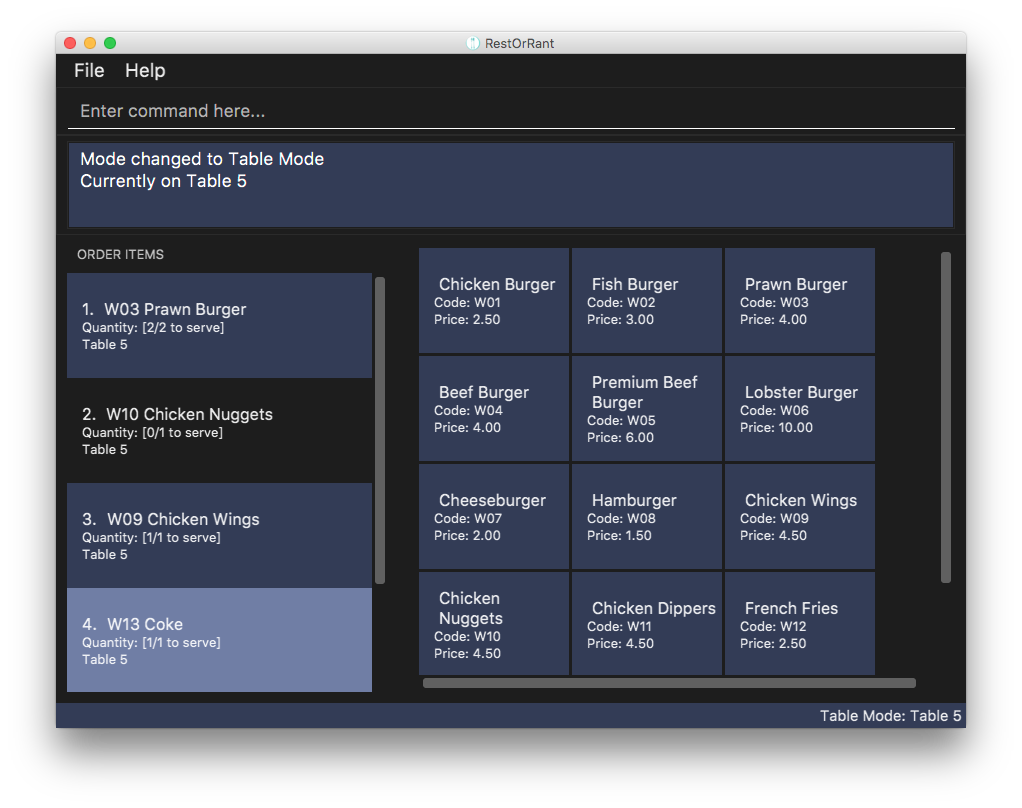 RestOrRant
File Help
Enter command here...
Mode changed to Table Mode
Currently on Table 5
ORDER ITEMS
1. W03 Prawn Burger
Quantity: [2/2 to serve]
Table 5
2. W10 Chicken Nuggets
Quantity: [0/1 to serve]
Table 5
3. W09 Chicken Wings
Quantity: [1/1 to serve]
Table 5
4. W13 Coke
Quantity: [1/1 to serve]
Table 5
Chicken Burger
Code: W01
Price: 2.50
Fish Burger
Code: W02
Price: 3.00
Prawn Burger
Code: W03
Price: 4.00
Beef Burger
Code: W04
Price: 4.00
Premium Beef
Burger
Code: W05
Price: 6.00
Lobster Burger
Code: W06
Price: 10.00
Cheeseburger
Code: W07
Price: 2.00
Hamburger
Code: W08
Price: 1.50
Chicken Wings
Code: W09
Price: 4.50
Chicken
Nuggets
Code: W10
Price: 4.50
Chicken Dippers
Code: W11
Price: 4.50
French Fries
Code: W12
Price: 2.50
Table Mode: Table 5